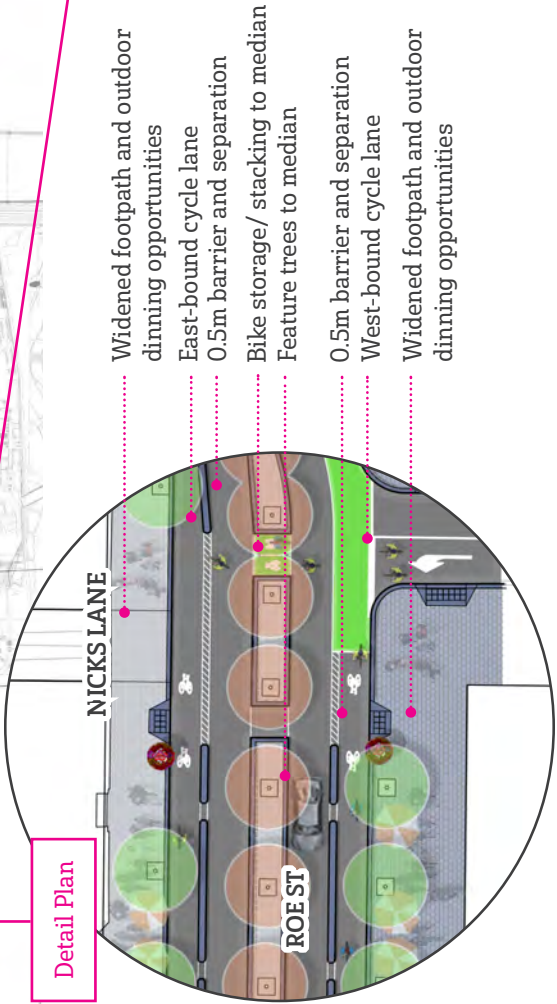 Detail Plan
NICKS LANE
ROE ST
Widened footpath and outdoor
dinning opportunities
East-bound cycle lane
0.5m barrier and separation
Bike storage/ stacking to median
Feature trees to median
0.5m barrier and separation
West-bound cycle lane
Widened footpath and outdoor
dinning opportunities